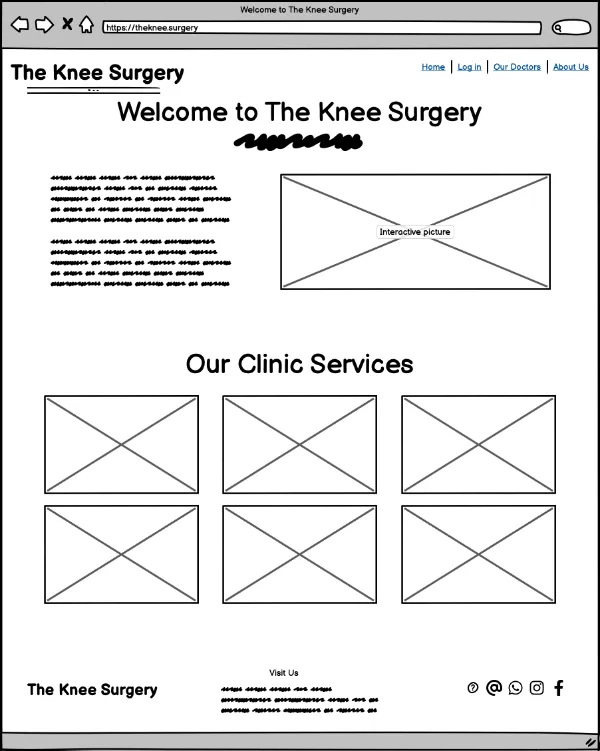 Welcome to The Knee Surgery
https://theknee.surgery
The Knee Surgery
Home
Log in
Our Doctors
About Us
Welcome to The Knee Surgery
Interactive picture
Our Clinic Services
Visit Us
The Knee Surgery